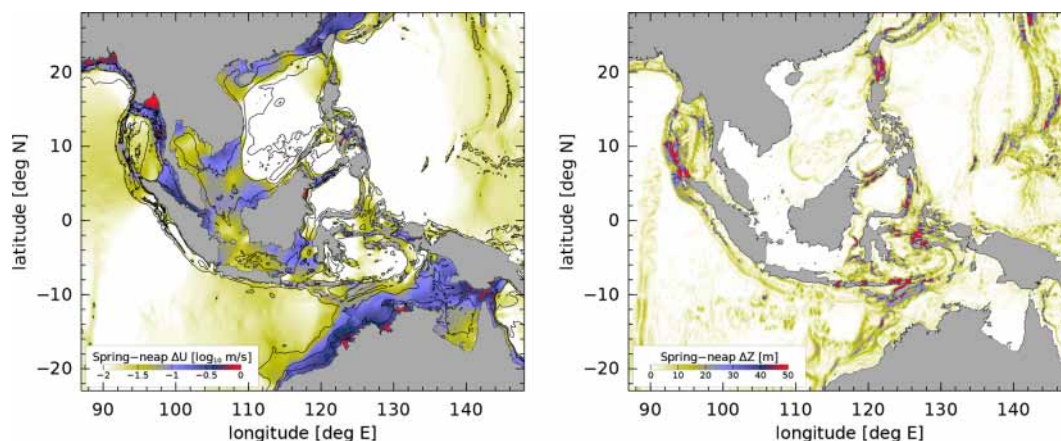 20
10
0
−10
−20
latitude [deg N]
Spring−neap ΔU [log₁₀ m/s]
−2 −1.5 −1 −0.5 0
90 100 110 120 130 140
longitude [deg E]
20
10
0
−10
−20
latitude [deg N]
Spring−neap ΔZ [m]
0 10 20 30 40 50
90 100 110 120 130 140
longitude [deg E]